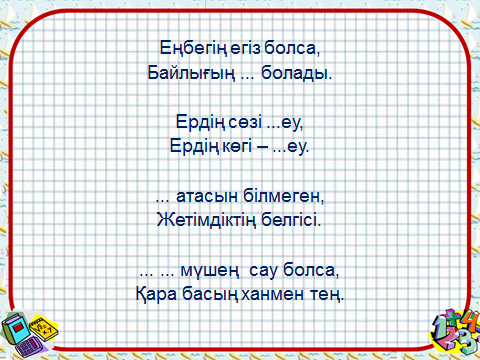 Еңбегің егіз болса,
Байлығың ... болады.
Ердің сөзі ...еу,
Ердің көгі – ...еу.
... атасын білмеген,
Жетімдіктің белгісі.
... ... мүшең сау болса,
Қара басың ханмен тең.